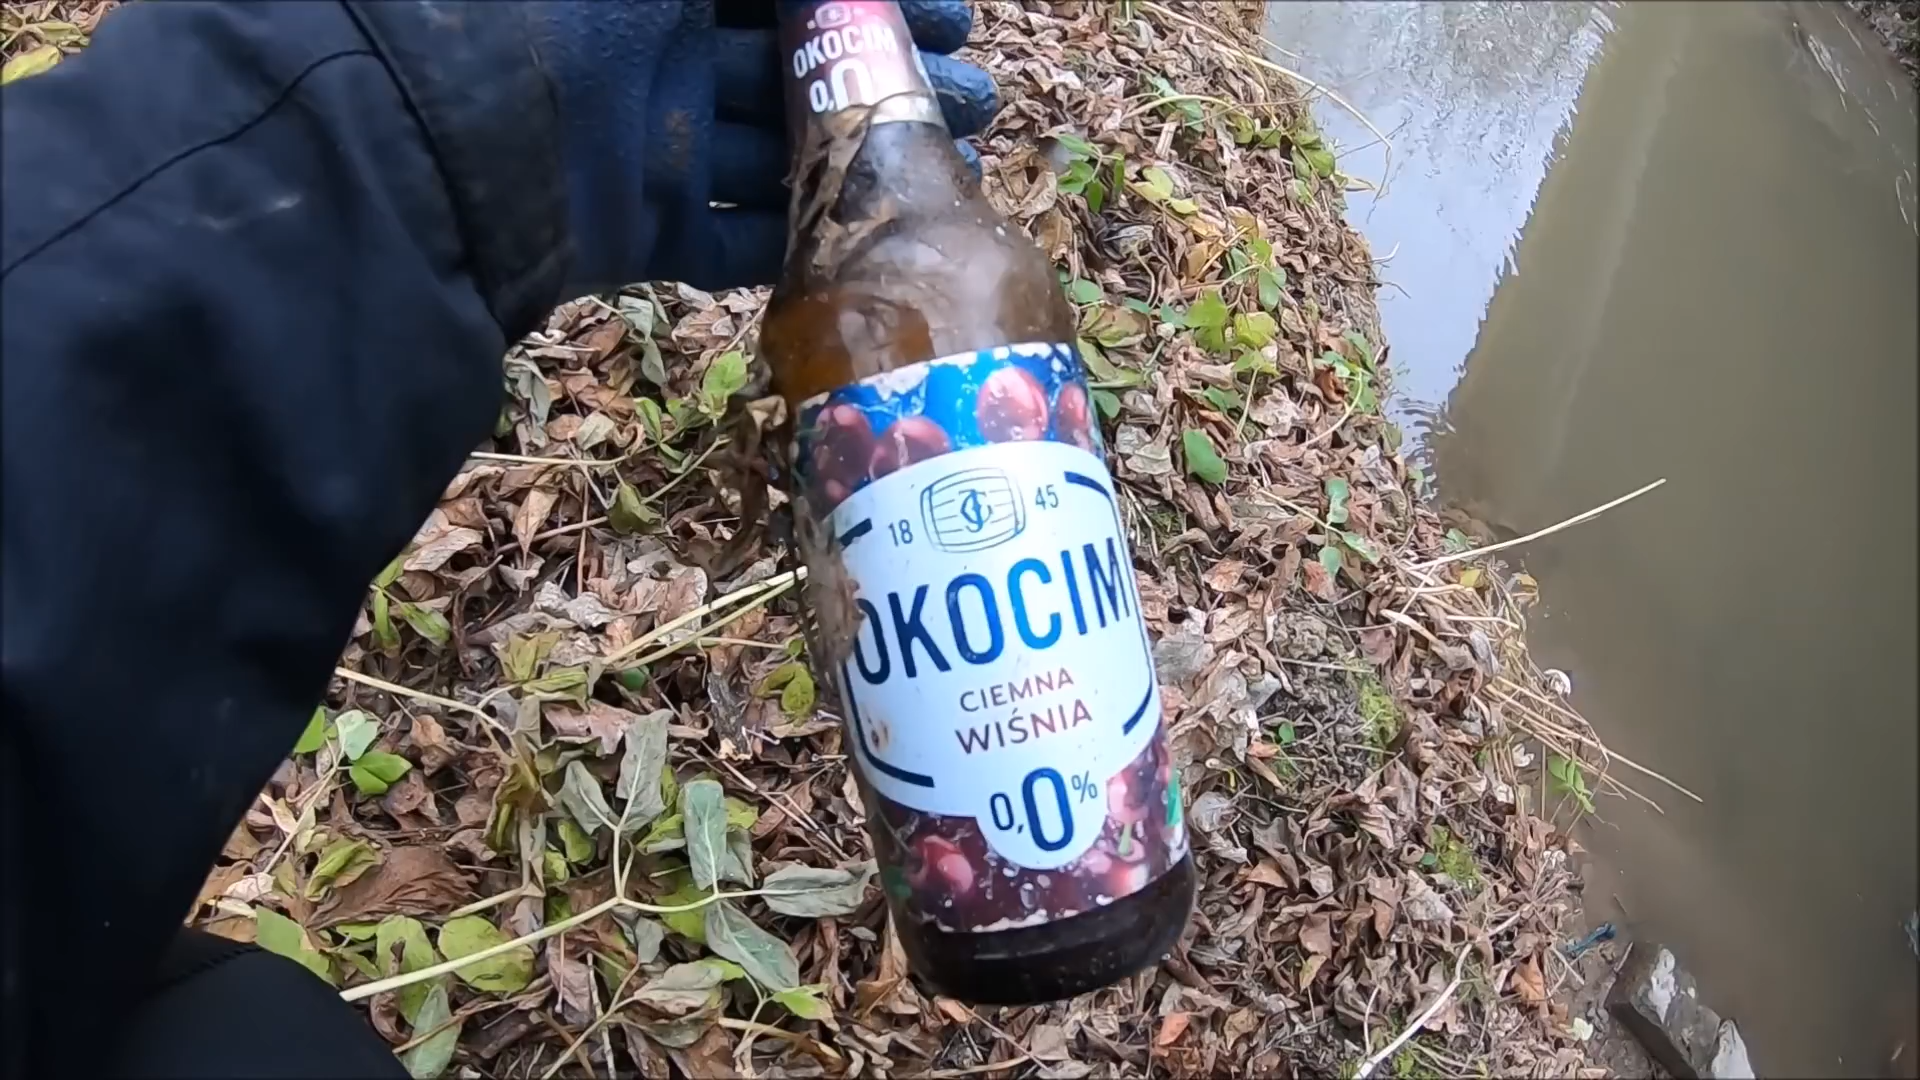 OKOCIM
0,0
18 45
OKOCIM
CIEMNA
WIŚNIA
0,0%